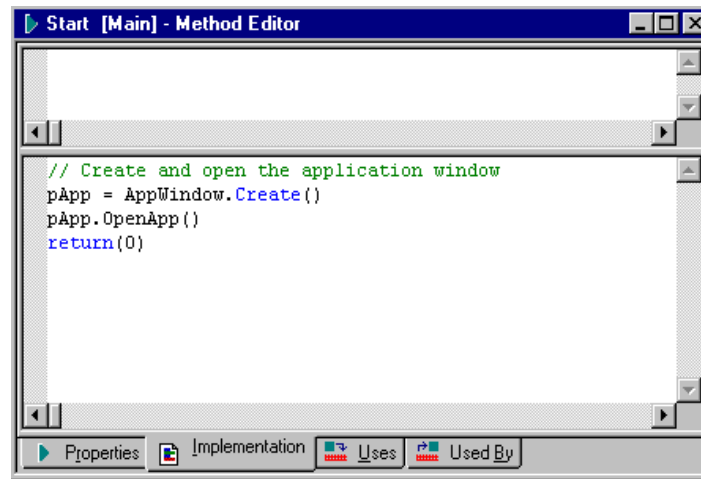 Start [Main] - Method Editor
// Create and open the application window
pApp = AppWindow.Create()
pApp.OpenApp()
return(0)
Properties Implementation Uses Used By